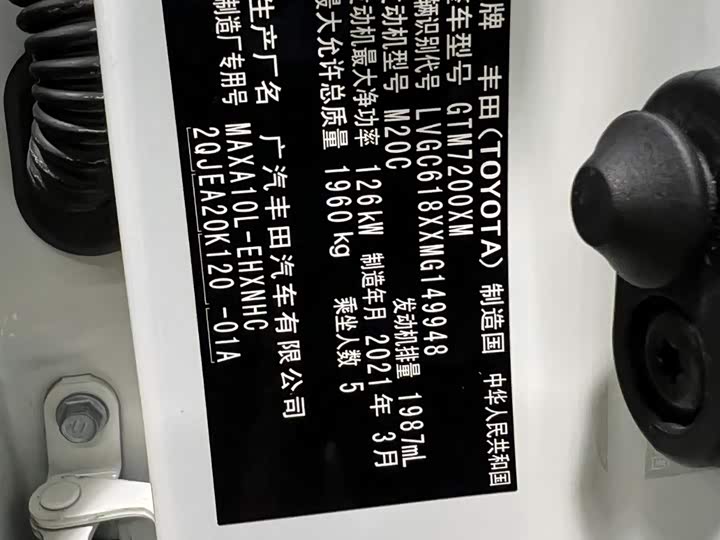 牌 丰田(TOYOTA) 制造国 中华人民共和国
车型号 GTM7200XM
辆识别代号 LVGC618XXMG149948
发动机型号 M20C 发动机排量 1987mL
发动机最大净功率 126kW 制造年月 2021年 3月
最大允许总质量 1960kg 乘坐人数 5
生产厂名 广汽丰田汽车有限公司
制造厂专用号 MAXA10L-EHXNHC
2QJEA20K120 -01A